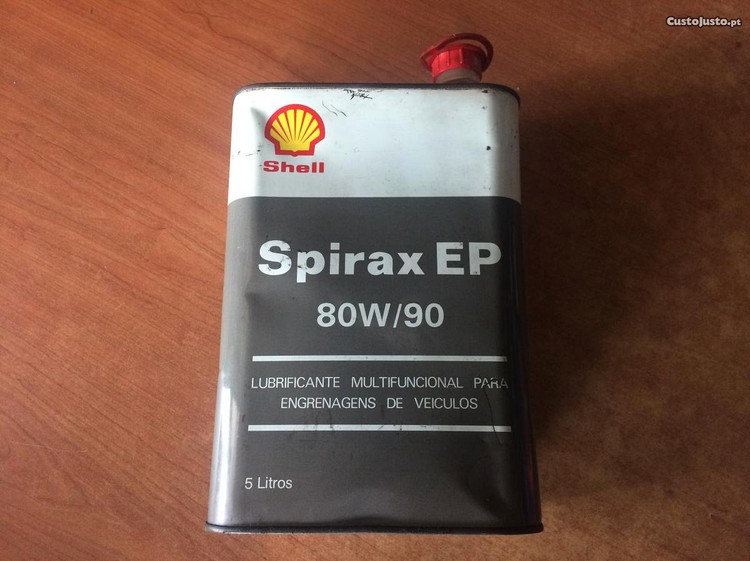 CustoJusto.pt
Shell
Spirax EP
80W/90
LUBRIFICANTE MULTIFUNCIONAL PARA
ENGRENAGENS DE VEICULOS
5 Litros